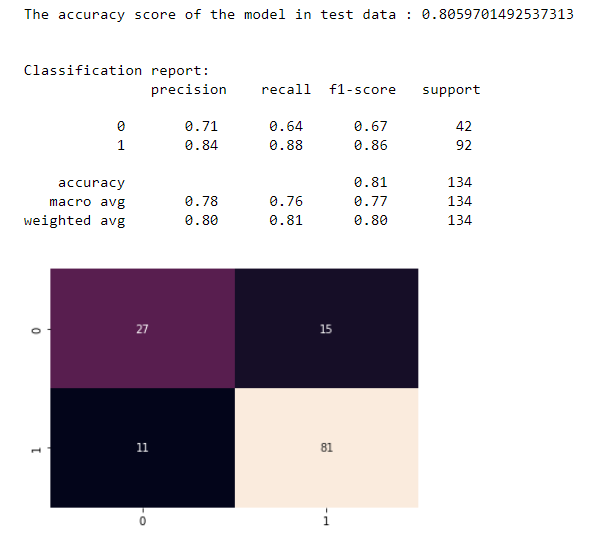 The accuracy score of the model in test data : 0.8059701492537313
Classification report:
precision recall f1-score support
0 0.71 0.64 0.67 42
1 0.84 0.88 0.86 92
accuracy 0.81 134
macro avg 0.78 0.76 0.77 134
weighted avg 0.80 0.81 0.80 134
0 27 15
1 11 81
0 1